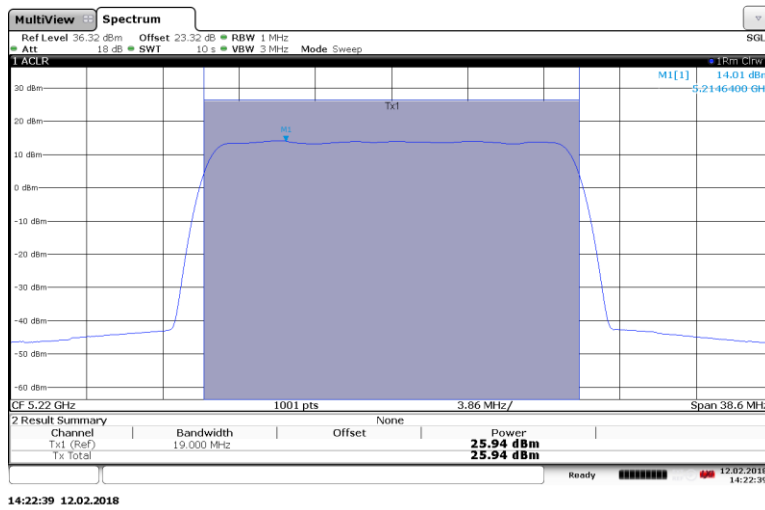 MultiView Spectrum
Ref Level 36.32 dBm Offset 23.32 dB RBW 1 MHz SGL
Att 18 dB SWT 10 s VBW 3 MHz Mode Sweep
1 ACLR 1Rm Clrw
M1[1] 14.01 dBm
5.2146400 GHz
30 dBm
Tx1
20 dBm
M1
10 dBm
0 dBm
-10 dBm
-20 dBm
-30 dBm
-40 dBm
-50 dBm
-60 dBm
CF 5.22 GHz 1001 pts 3.86 MHz/ Span 38.6 MHz
2 Result Summary None
Channel Bandwidth Offset Power
Tx1 (Ref) 19.000 MHz 25.94 dBm
Tx Total 25.94 dBm
Ready 12.02.2018
14:22:39
14:22:39 12.02.2018